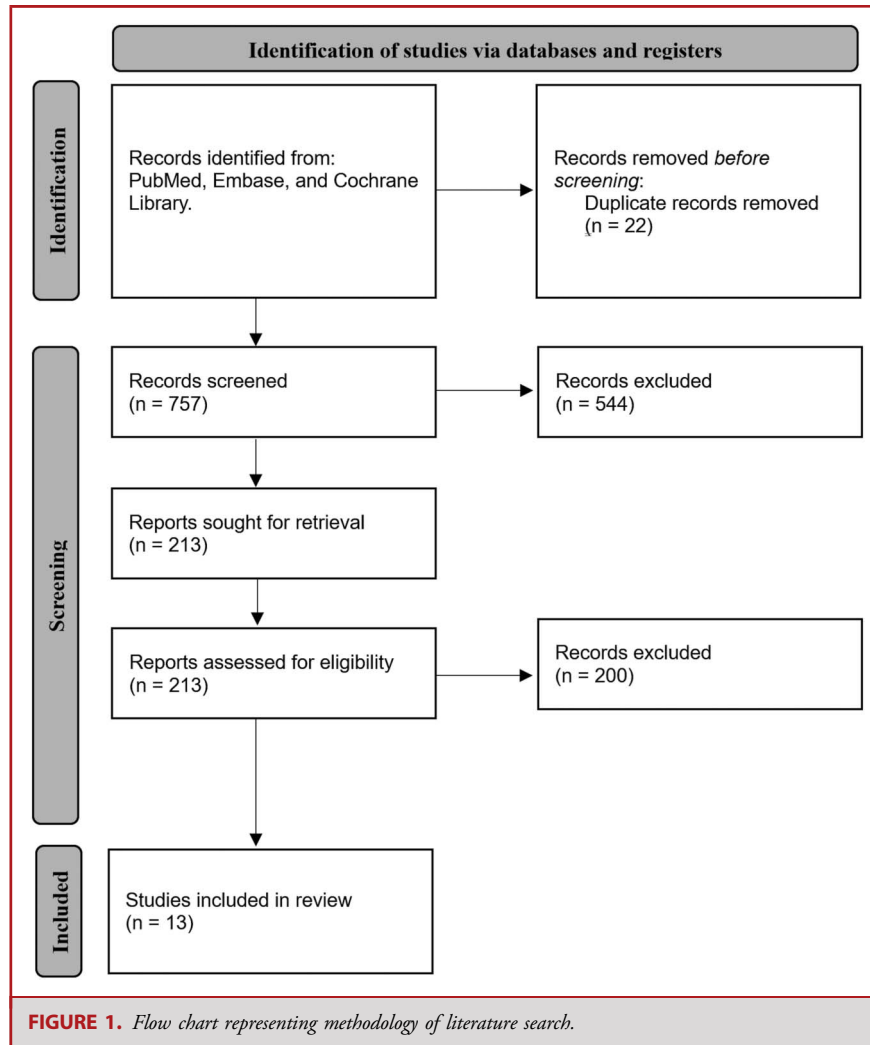 Identification of studies via databases and registers
Identification
Records identified from:
PubMed, Embase, and Cochrane
Library.
Records removed before
screening:
Duplicate records removed
(n = 22)
Screening
Records screened
(n = 757)
Records excluded
(n = 544)
Reports sought for retrieval
(n = 213)
Reports assessed for eligibility
(n = 213)
Records excluded
(n = 200)
Included
Studies included in review
(n = 13)
FIGURE 1. Flow chart representing methodology of literature search.